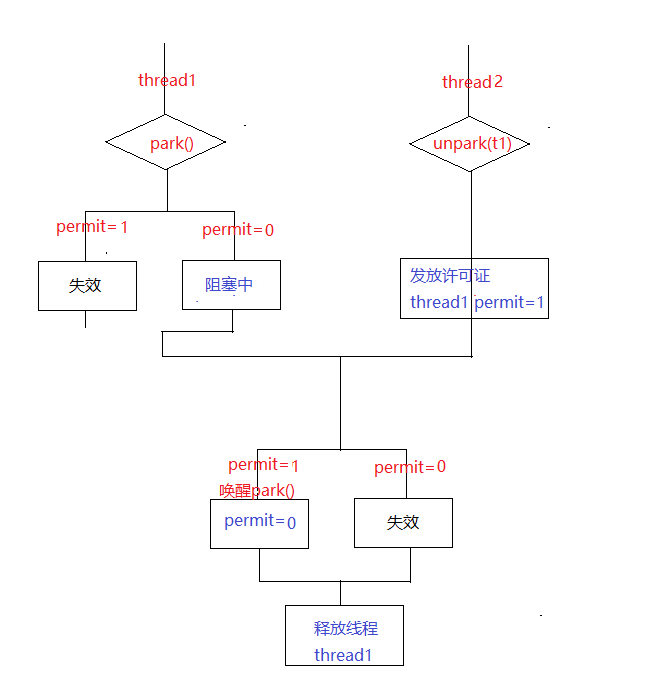 thread1
thread2
park()
unpark(t1)
permit=1
permit=0
失效
阻塞中
发放许可证
thread1 permit=1
permit=1
permit=0
唤醒park()
permit=0
失效
释放线程
thread1